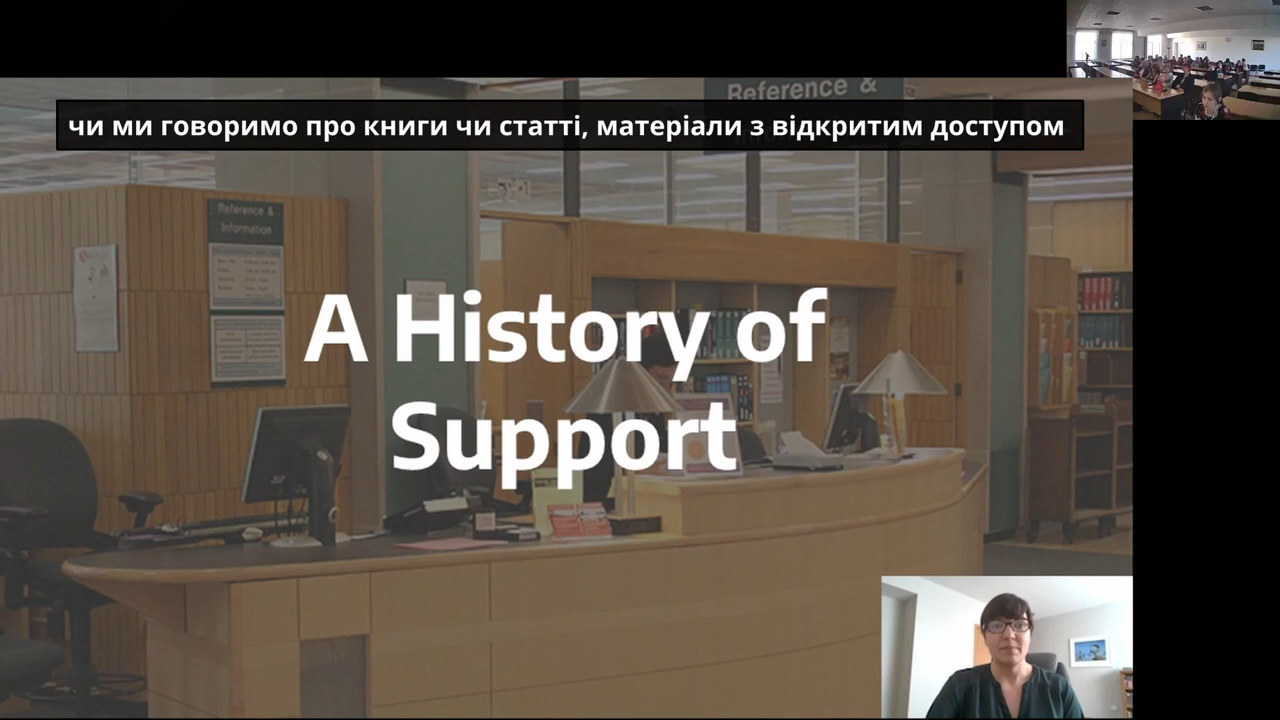 Reference &
чи ми говоримо про книги чи статті, матеріали з відкритим доступом
Reference &
Information
A History of
Support